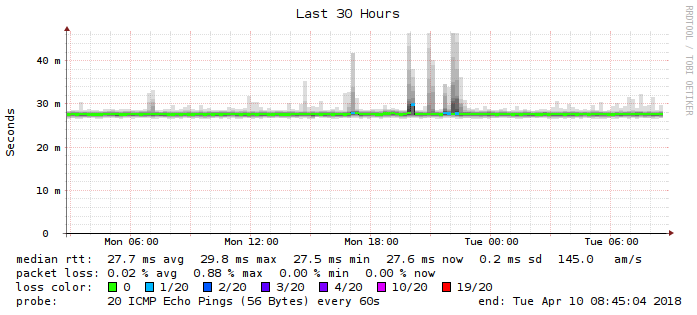 Last 30 Hours
RRDTOOL / TOBI OETIKER
Seconds
40 m
30 m
20 m
10 m
0
Mon 06:00 Mon 12:00 Mon 18:00 Tue 00:00 Tue 06:00
median rtt: 27.7 ms avg 29.8 ms max 27.5 ms min 27.6 ms now 0.2 ms sd 145.0 am/s
packet loss: 0.02 % avg 0.88 % max 0.00 % min 0.00 % now
loss color: 0 1/20 2/20 3/20 4/20 10/20 19/20
probe: 20 ICMP Echo Pings (56 Bytes) every 60s end: Tue Apr 10 08:45:04 2018